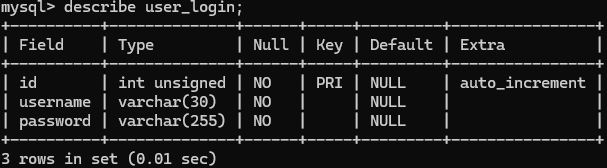 mysql> describe user_login;
+----------+--------------+------+-----+---------+----------------+
| Field    | Type         | Null | Key | Default | Extra          |
+----------+--------------+------+-----+---------+----------------+
| id       | int unsigned | NO   | PRI | NULL    | auto_increment |
| username | varchar(30)  | NO   |     | NULL    |                |
| password | varchar(255) | NO   |     | NULL    |                |
+----------+--------------+------+-----+---------+----------------+
3 rows in set (0.01 sec)